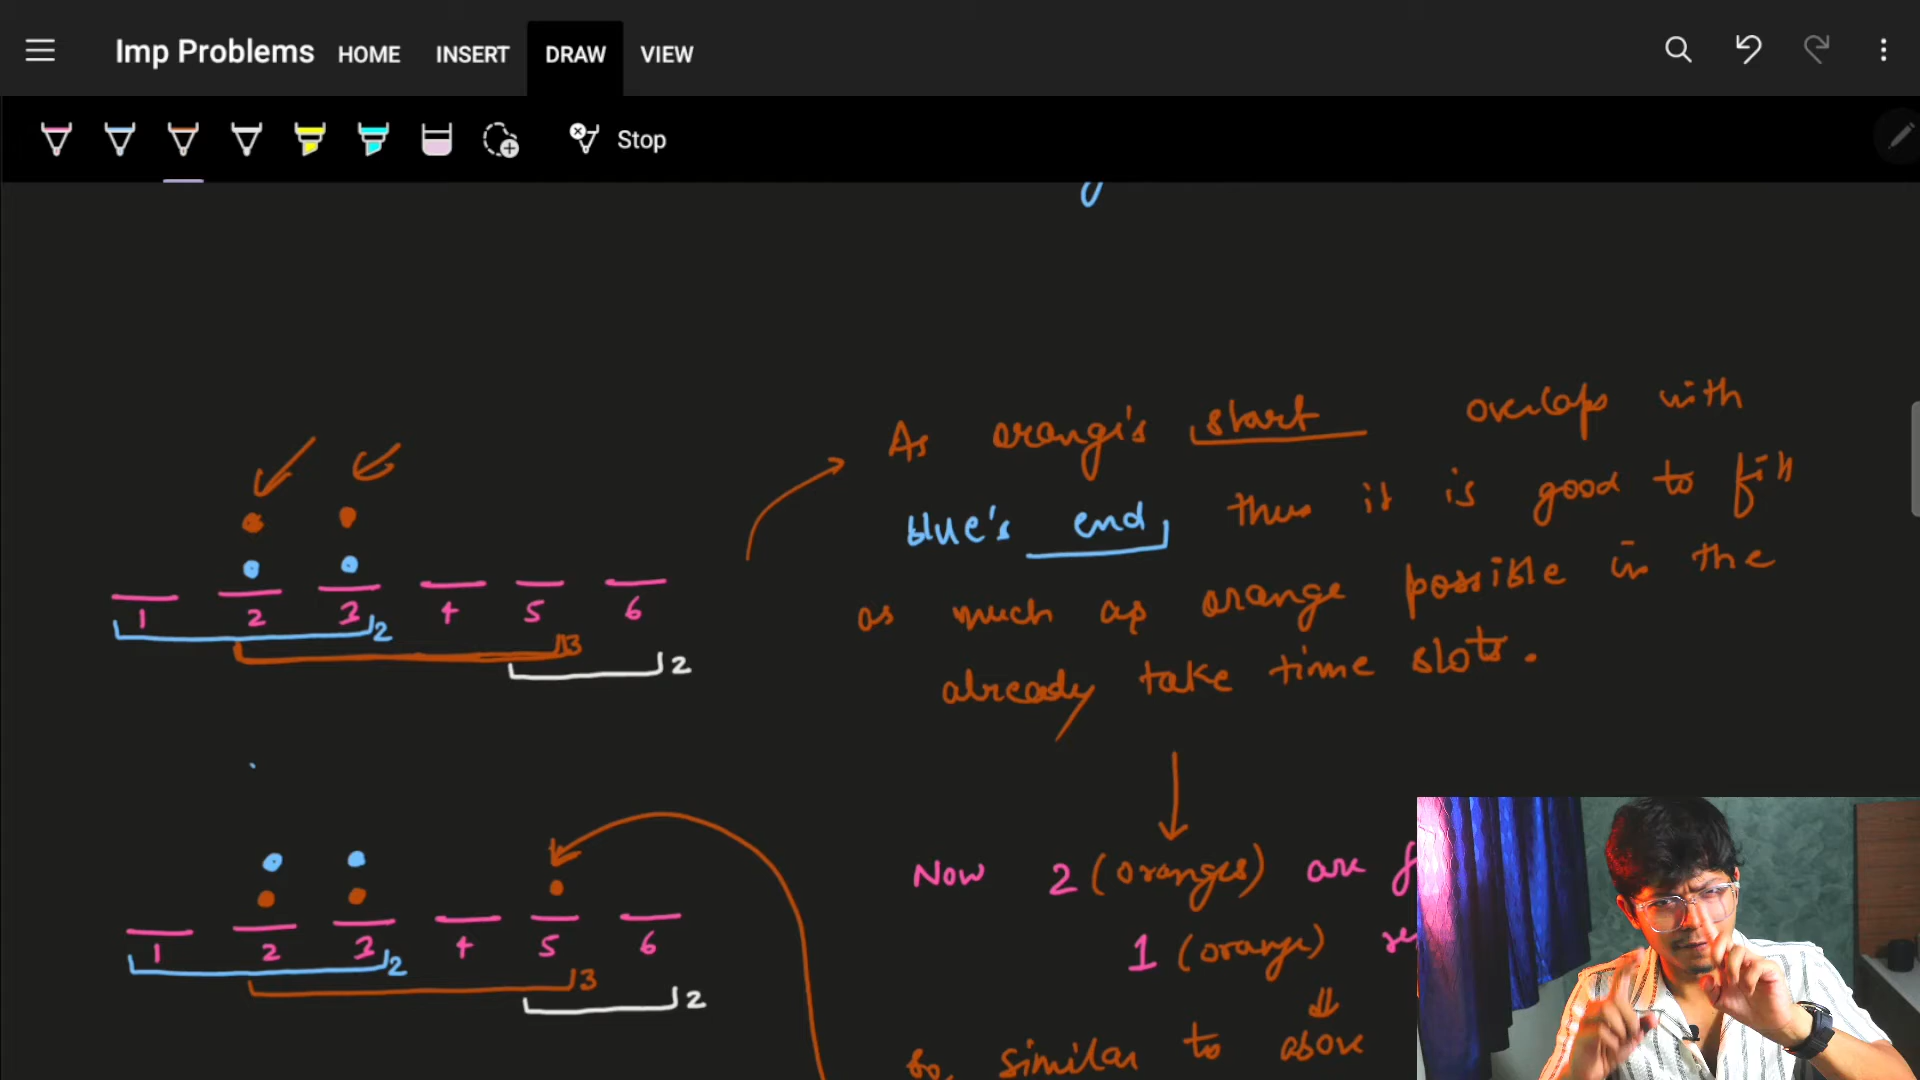 Imp Problems HOME INSERT DRAW VIEW
Stop
As orange's start overlaps with
blue's end, thus it is good to fill
as much as orange possible in the
already take time slots.
1 2 3 4 5 6
2
3
2
Now 2 (oranges) are
1 (orange)
1 2 3 4 5 6
2
3
2
So, similar to above